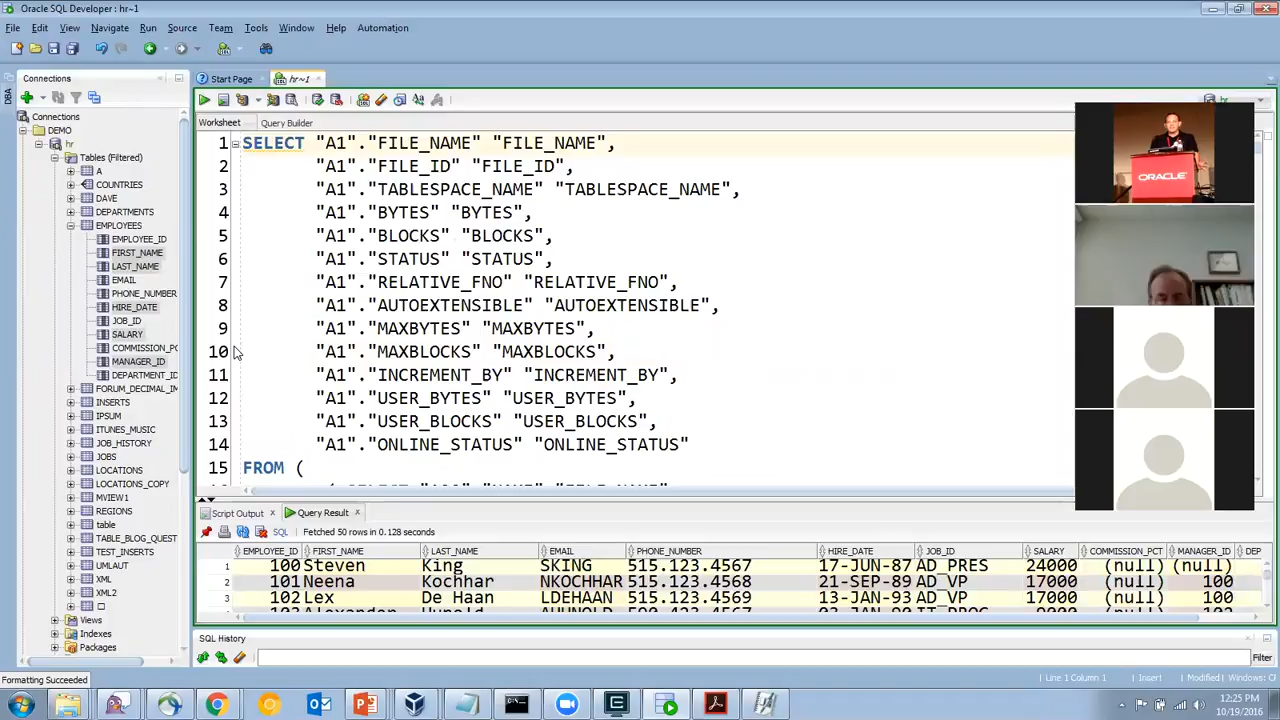 Oracle SQL Developer : hr~1
File Edit View Navigate Run Source Team Tools Window Help Automation
Connections
Start Page
hr~1
DBA
Connections
DEMO
hr
Tables (Filtered)
A
COUNTRIES
DAVE
DEPARTMENTS
EMPLOYEES
EMPLOYEE_ID
FIRST_NAME
LAST_NAME
EMAIL
PHONE_NUMBER
HIRE_DATE
JOB_ID
SALARY
COMMISSION_PC
MANAGER_ID
DEPARTMENT_ID
FORUM_DECIMAL_IM
INSERTS
IPSUM
ITUNES_MUSIC
JOB_HISTORY
JOBS
LOCATIONS
LOCATIONS_COPY
MVIEW1
REGIONS
table
TABLE_BLOG_QUEST
TEST_INSERTS
UMLAUT
XML
XML2
Views
Indexes
Packages
Formatting Succeeded
hr
Worksheet Query Builder
1 SELECT "A1"."FILE_NAME" "FILE_NAME",
2 "A1"."FILE_ID" "FILE_ID",
3 "A1"."TABLESPACE_NAME" "TABLESPACE_NAME",
4 "A1"."BYTES" "BYTES",
5 "A1"."BLOCKS" "BLOCKS",
6 "A1"."STATUS" "STATUS",
7 "A1"."RELATIVE_FNO" "RELATIVE_FNO",
8 "A1"."AUTOEXTENSIBLE" "AUTOEXTENSIBLE",
9 "A1"."MAXBYTES" "MAXBYTES",
10 "A1"."MAXBLOCKS" "MAXBLOCKS",
11 "A1"."INCREMENT_BY" "INCREMENT_BY",
12 "A1"."USER_BYTES" "USER_BYTES",
13 "A1"."USER_BLOCKS" "USER_BLOCKS",
14 "A1"."ONLINE_STATUS" "ONLINE_STATUS"
15 FROM (
ORACLE
Script Output Query Result
SQL Fetched 50 rows in 0.128 seconds
EMPLOYEE_ID FIRST_NAME LAST_NAME EMAIL PHONE_NUMBER HIRE_DATE JOB_ID SALARY COMMISSION_PCT MANAGER_ID DEP
1 100 Steven King SKING 515.123.4567 17-JUN-87 AD_PRES 24000 (null) (null)
2 101 Neena Kochhar NKOCHHAR 515.123.4568 21-SEP-89 AD_VP 17000 (null) 100
3 102 Lex De Haan LDEHAAN 515.123.4569 13-JAN-93 AD_VP 17000 (null) 100
SQL History
Filter
Line 1 Column 1 Insert Modified Windows: C
12:25 PM
10/19/2016